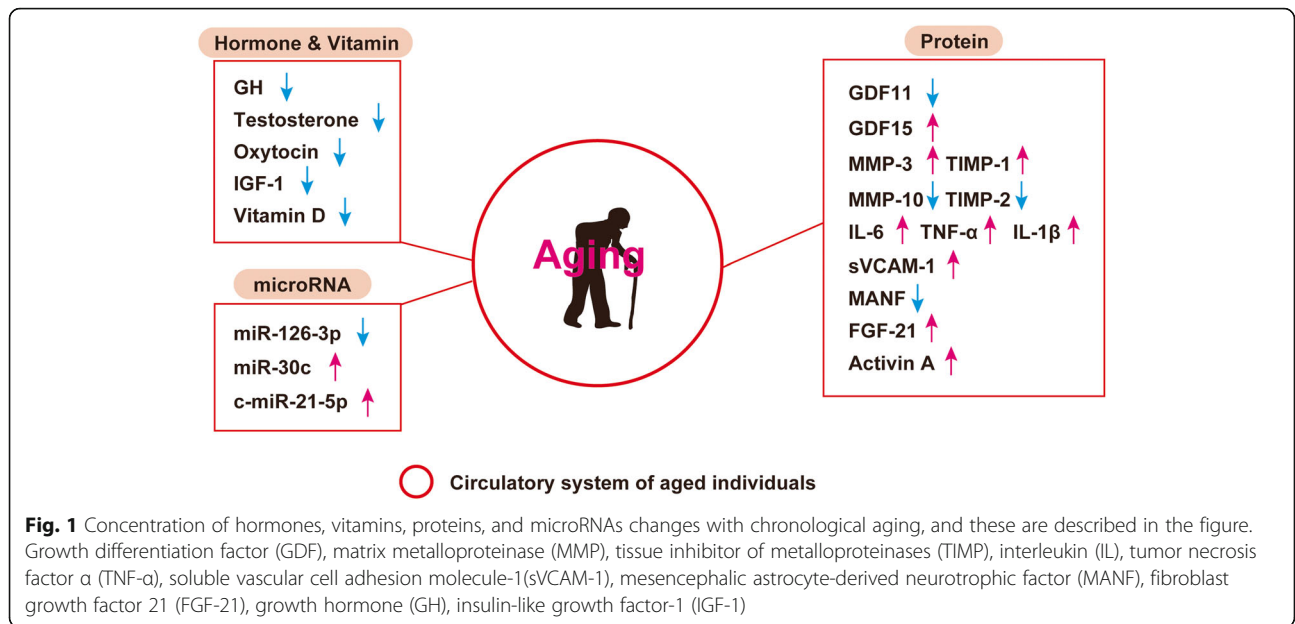 Hormone & Vitamin
GH ↓
Testosterone ↓
Oxytocin ↓
IGF-1 ↓
Vitamin D ↓
microRNA
miR-126-3p ↓
miR-30c ↑
c-miR-21-5p ↑
Aging
Protein
GDF11 ↓
GDF15 ↑
MMP-3 ↑ TIMP-1 ↑
MMP-10 ↓ TIMP-2 ↓
IL-6 ↑ TNF-α ↑ IL-1β ↑
sVCAM-1 ↑
MANF ↓
FGF-21 ↑
Activin A ↑
Circulatory system of aged individuals
Fig. 1 Concentration of hormones, vitamins, proteins, and microRNAs changes with chronological aging, and these are described in the figure.
Growth differentiation factor (GDF), matrix metalloproteinase (MMP), tissue inhibitor of metalloproteinases (TIMP), interleukin (IL), tumor necrosis
factor α (TNF-α), soluble vascular cell adhesion molecule-1(sVCAM-1), mesencephalic astrocyte-derived neurotrophic factor (MANF), fibroblast
growth factor 21 (FGF-21), growth hormone (GH), insulin-like growth factor-1 (IGF-1)